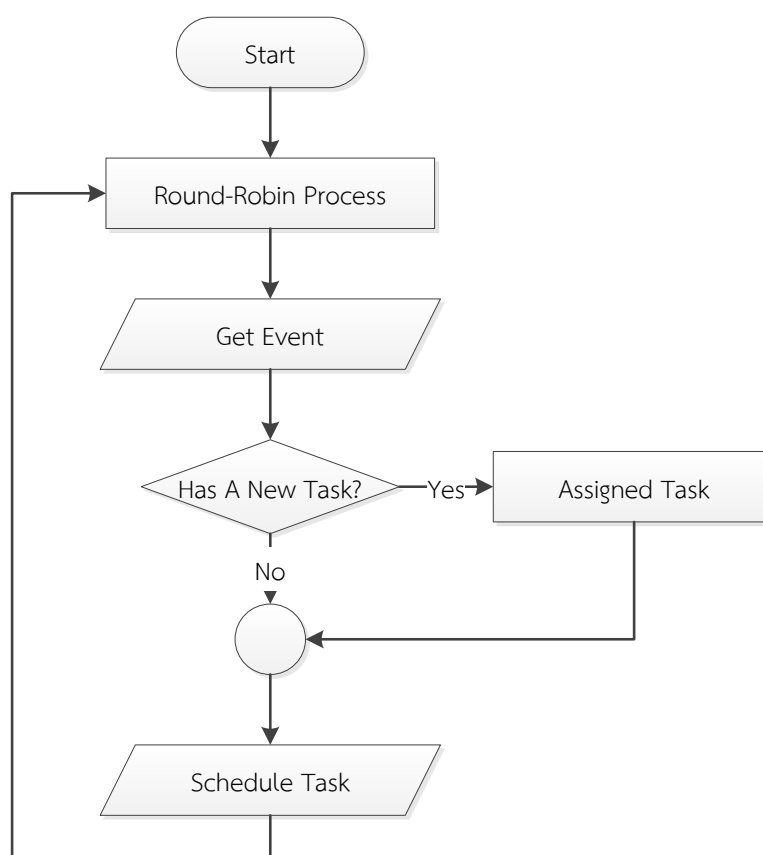 Start
Round-Robin Process
Get Event
Has A New Task?
Yes
Assigned Task
No
Schedule Task